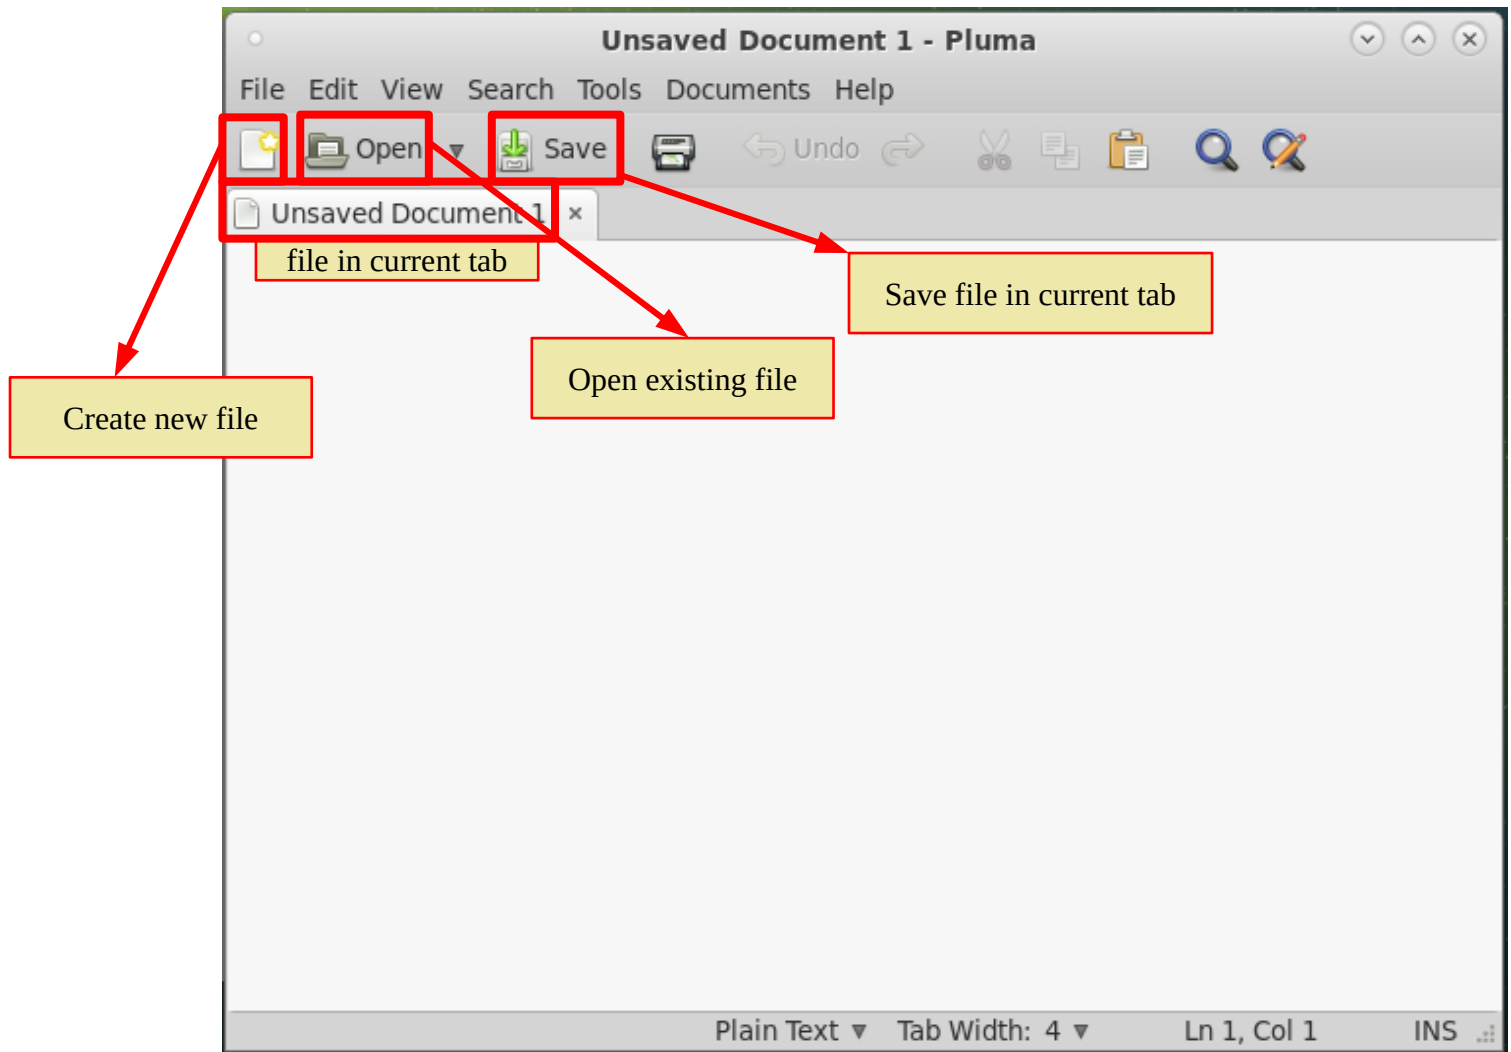 Unsaved Document 1 - Pluma
File Edit View Search Tools Documents Help
Open Save Undo
Unsaved Document 1
file in current tab
Save file in current tab
Open existing file
Create new file
Plain Text Tab Width: 4 Ln 1, Col 1 INS